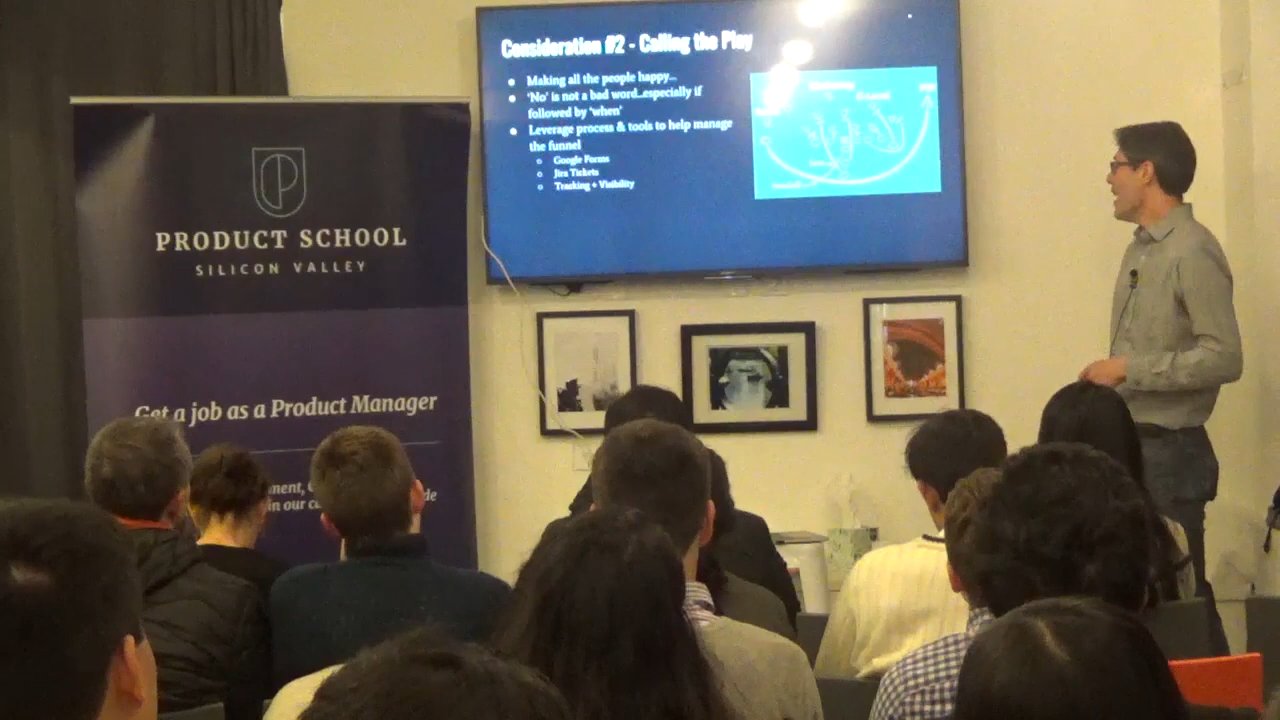 Consideration #2 - Calling the Play
Making all the people happy...
'No' is not a bad word...especially if
followed by 'when'
Leverage process & tools to help manage
the funnel
Google Forms
Jira Tickets
Tracking + Visibility
PRODUCT SCHOOL
SILICON VALLEY
Get a job as a Product Manager
in our